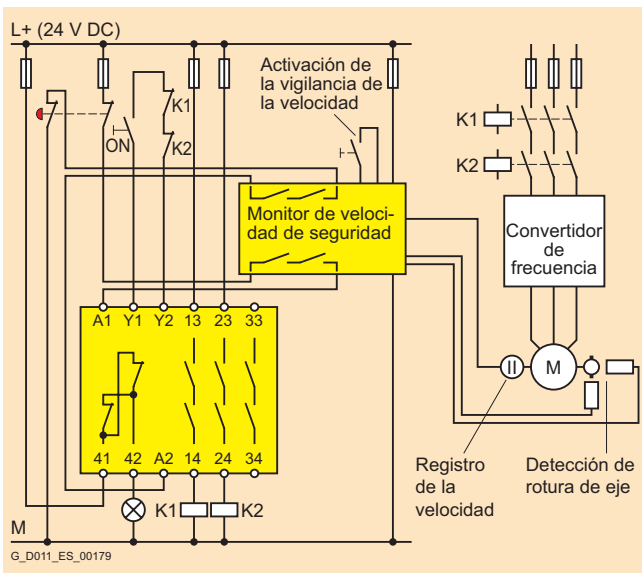 L+ (24 V DC)
Activación de
la vigilancia de
la velocidad
K1
K2
ON
K1
K2
Monitor de veloci-
dad de seguridad
Convertidor
de
frecuencia
A1 Y1 Y2 13 23 33
M
41 42 A2 14 24 34
K1 K2
Registro
de la
velocidad
Detección de
rotura de eje
M
G_D011_ES_00179